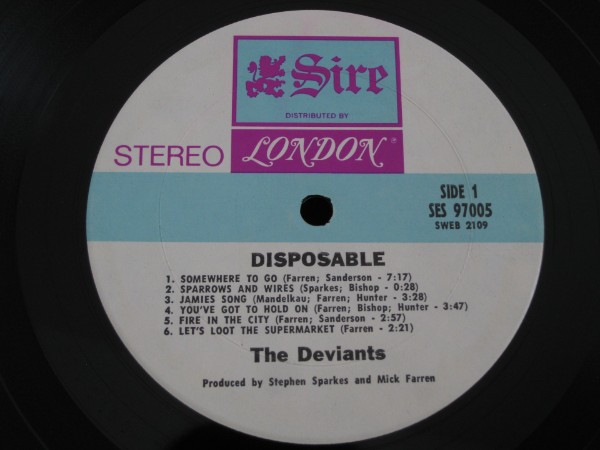 Sire
DISTRIBUTED BY
STEREO
LONDON®
SIDE 1
SES 97005
SWEB 2109
DISPOSABLE
1. SOMEWHERE TO GO (Farren; Sanderson - 7:17)
2. SPARROWS AND WIRES (Sparkes; Bishop - 0:28)
3. JAMIES SONG (Mandelkau; Farren; Hunter - 3:28)
4. YOU'VE GOT TO HOLD ON (Farren; Bishop; Hunter - 3:47)
5. FIRE IN THE CITY (Farren; Sanderson - 2:57)
6. LET'S LOOT THE SUPERMARKET (Farren - 2:21)
The Deviants
Produced by Stephen Sparkes and Mick Farren